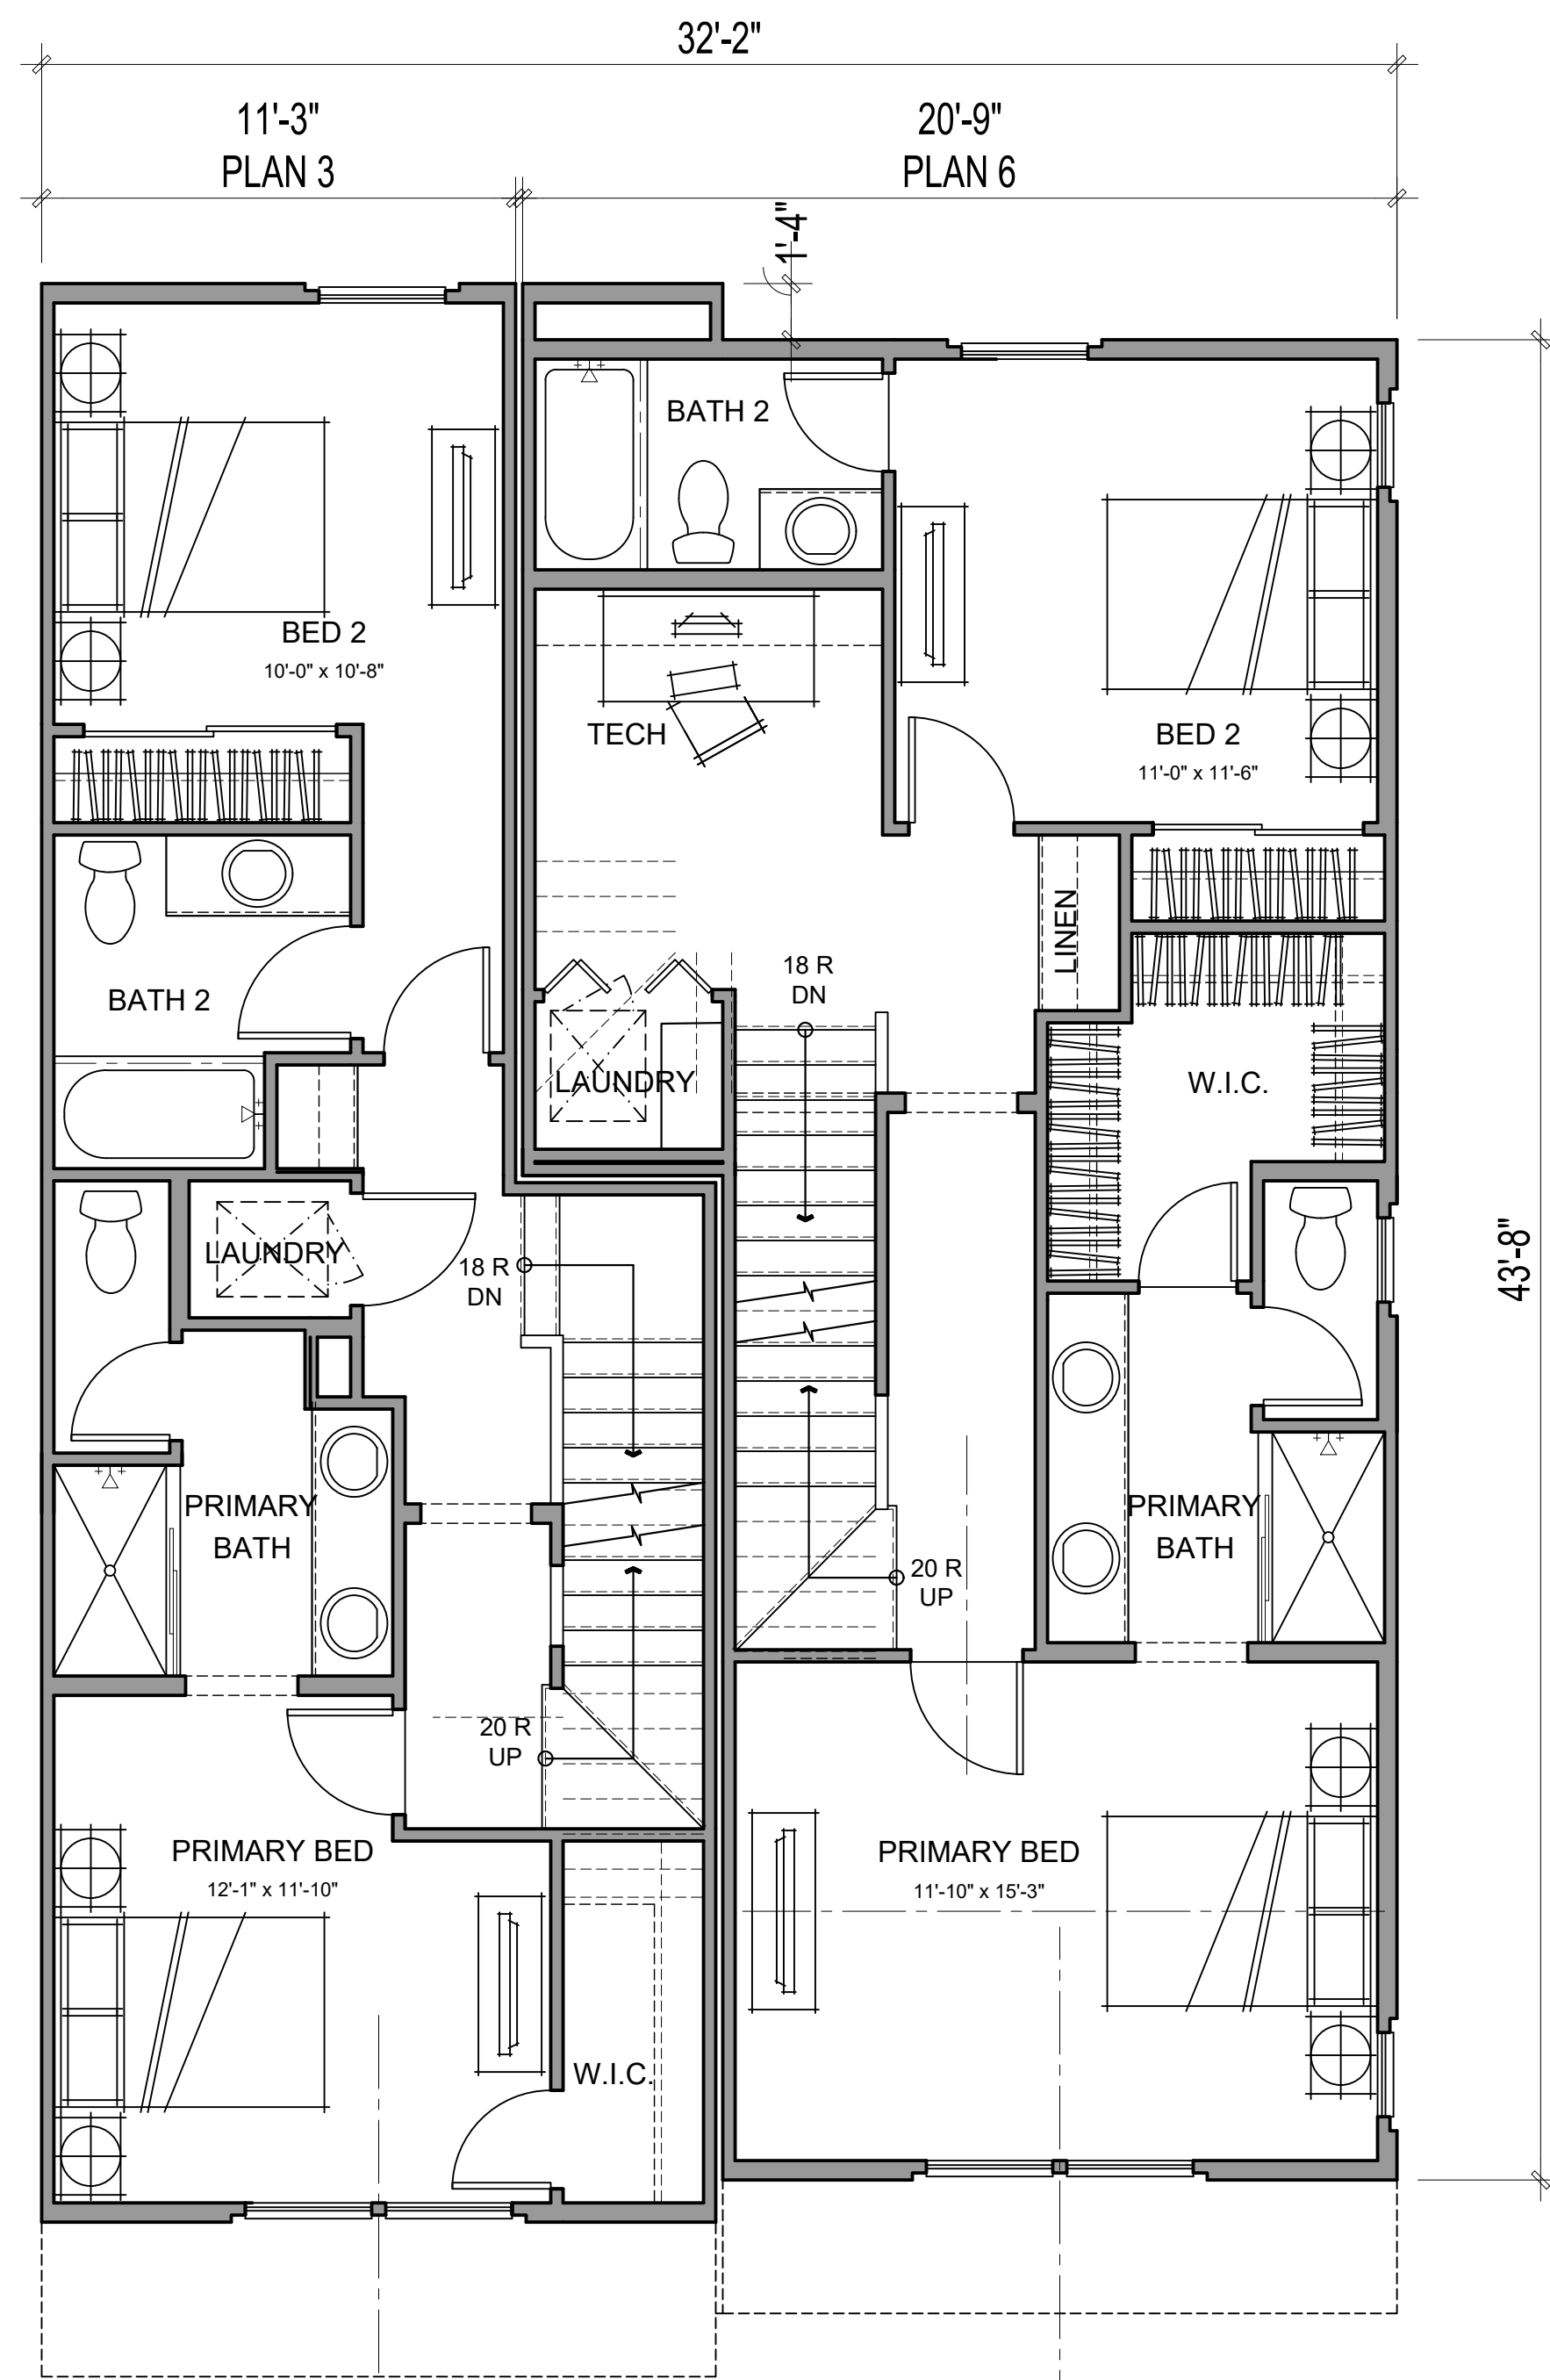 32'-2"
11'-3"
PLAN 3
20'-9"
PLAN 6
1'-4"
BATH 2
BED 2
10'-0" x 10'-8"
TECH
BED 2
11'-0" x 11'-6"
LINEN
18 R
DN
BATH 2
LAUNDRY
W.I.C.
LAUNDRY
18 R
DN
43'-8"
PRIMARY
BATH
PRIMARY
BATH
20 R
UP
20 R
UP
PRIMARY BED
12'-1" x 11'-10"
PRIMARY BED
11'-10" x 15'-3"
W.I.C.